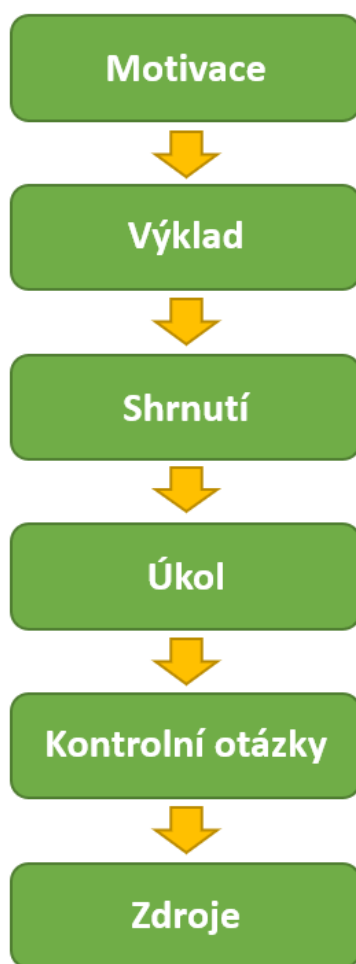 Motivace
Výklad
Shrnutí
Úkol
Kontrolní otázky
Zdroje